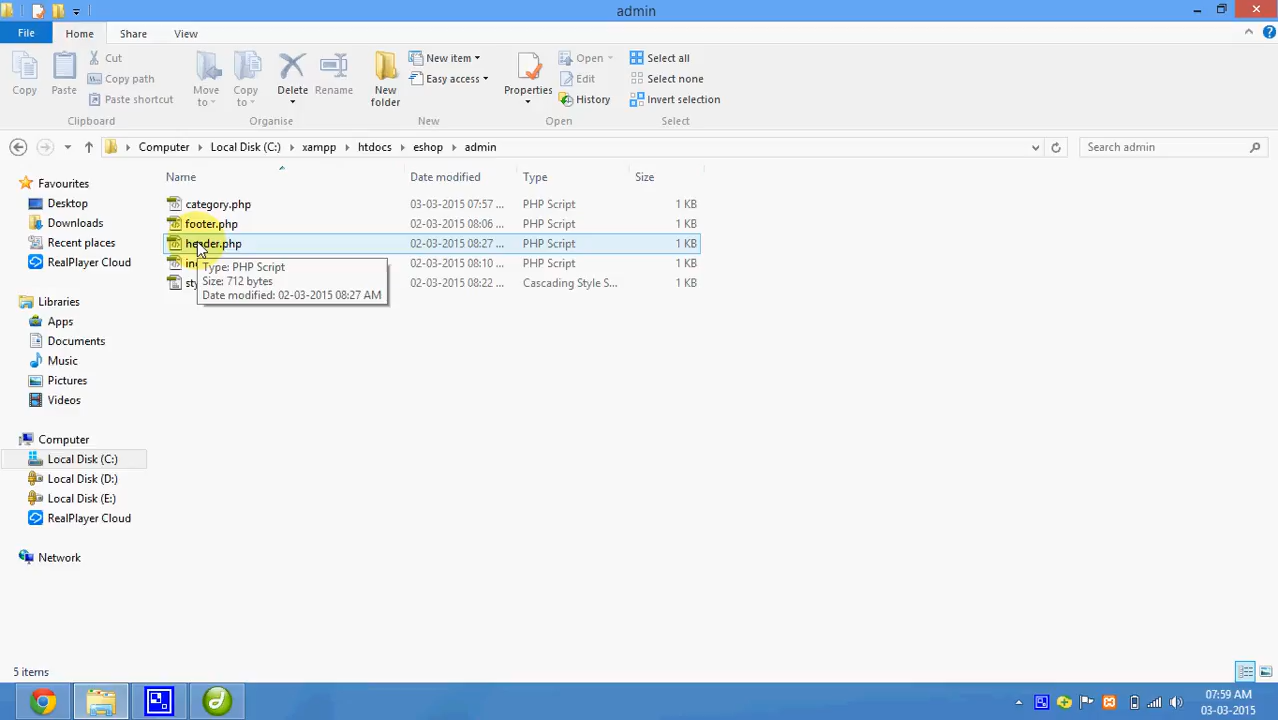 admin
File Home Share View
Copy
Paste
Cut
Copy path
Paste shortcut
Clipboard
Move to
Copy to
Delete
Rename
Organise
New folder
New item
Easy access
New
Properties
Open
Edit
History
Open
Select all
Select none
Invert selection
Select
Computer Local Disk (C:) xampp htdocs eshop admin
Search admin
Name Date modified Type Size
category.php 03-03-2015 07:57 ... PHP Script 1 KB
footer.php 02-03-2015 08:06 ... PHP Script 1 KB
header.php 02-03-2015 08:27 ... PHP Script 1 KB
in 02-03-2015 08:10 ... PHP Script 1 KB
sty 02-03-2015 08:22 ... Cascading Style S... 1 KB
Type: PHP Script
Size: 712 bytes
Date modified: 02-03-2015 08:27 AM
Favourites
Desktop
Downloads
Recent places
RealPlayer Cloud
Libraries
Apps
Documents
Music
Pictures
Videos
Computer
Local Disk (C:)
Local Disk (D:)
Local Disk (E:)
RealPlayer Cloud
Network
5 items
07:59 AM
03-03-2015